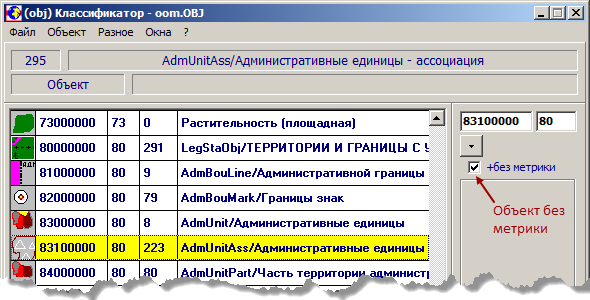 (obj) Классификатор - oom.OBJ
Файл Объект Разное Окна ?
295 AdmUnitAss/Административные единицы - ассоциация
Объект
73000000 73 0 Растительность (площадная)
80000000 80 291 LegStaObj/ТЕРРИТОРИИ И ГРАНИЦЫ С
81000000 80 9 AdmBouLine/Административной границы
82000000 80 79 AdmBouMark/Границы знак
83000000 80 8 AdmUnit/Административные единицы
83100000 80 223 AdmUnitAss/Административные единицы
84000000 80 AdmUnitPart/Часть территории админист
83100000 80
+без метрики
Объект без
метрики